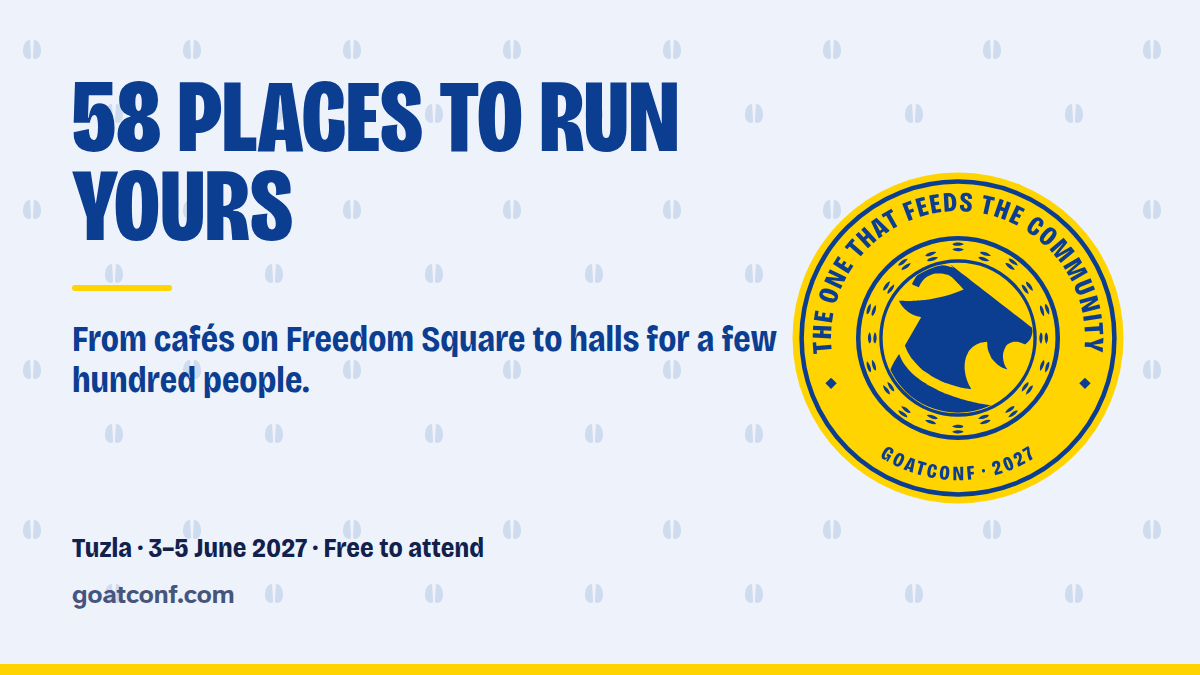 58 PLACES TO RUN
YOURS
From cafés on Freedom Square to halls for a few
hundred people.
Tuzla · 3–5 June 2027 · Free to attend
goatconf.com
THE ONE THAT FEEDS THE COMMUNITY
GOATCONF · 2027